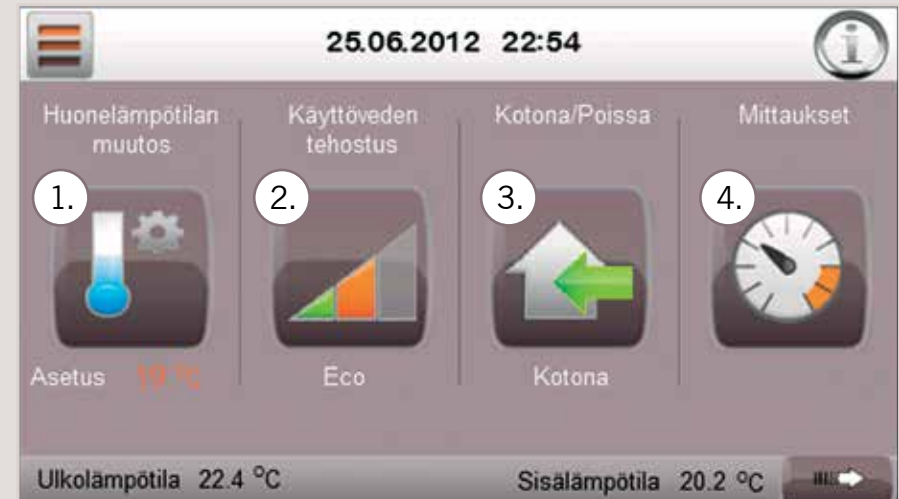 25.06.2012 22:54
Huonelämpötilan
muutos
Käyttöveden
tehostus
Kotona/Poissa
Mittaukset
1.
2.
3.
4.
Asetus 19 °C
Eco
Kotona
Ulkolämpötila 22.4 °C
Sisälämpötila 20.2 °C